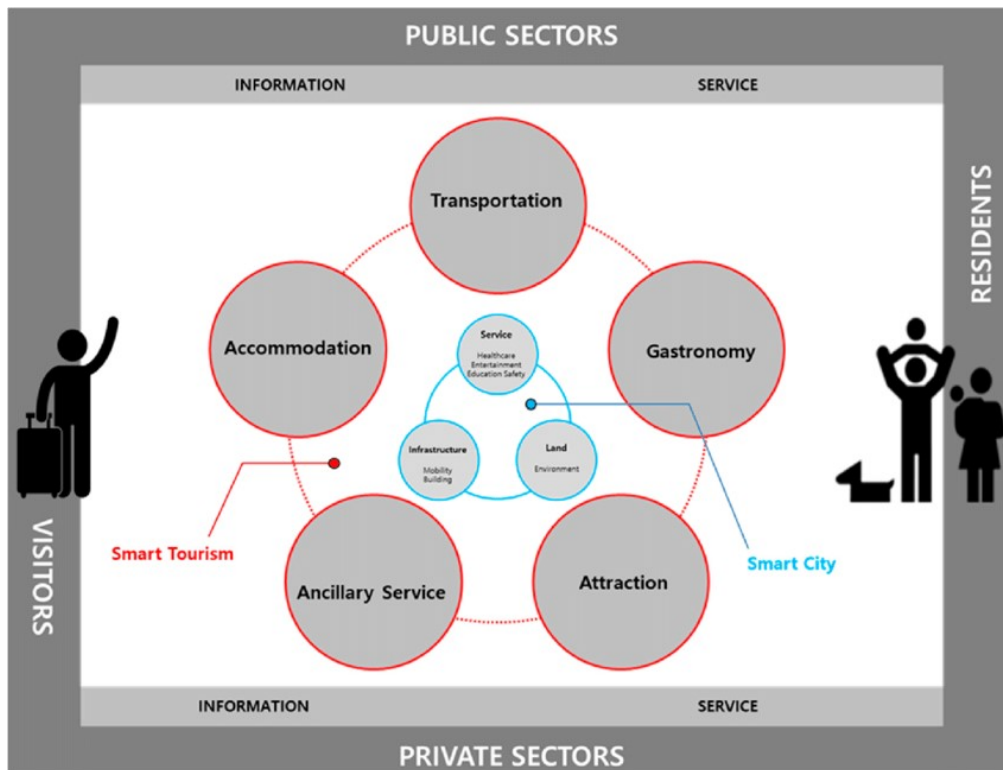 PUBLIC SECTORS
INFORMATION SERVICE
Transportation
RESIDENTS
Accommodation
Gastronomy
Service
Healthcare
Entertainment
Education Safety
Infrastructure
Mobility
Building
Land
Environment
Smart Tourism
Smart City
VISITORS
Ancillary Service
Attraction
INFORMATION SERVICE
PRIVATE SECTORS